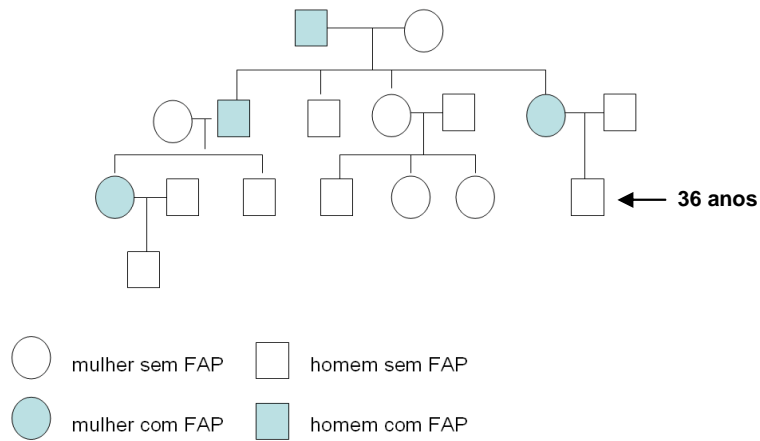 36 anos
mulher sem FAP
homem sem FAP
mulher com FAP
homem com FAP